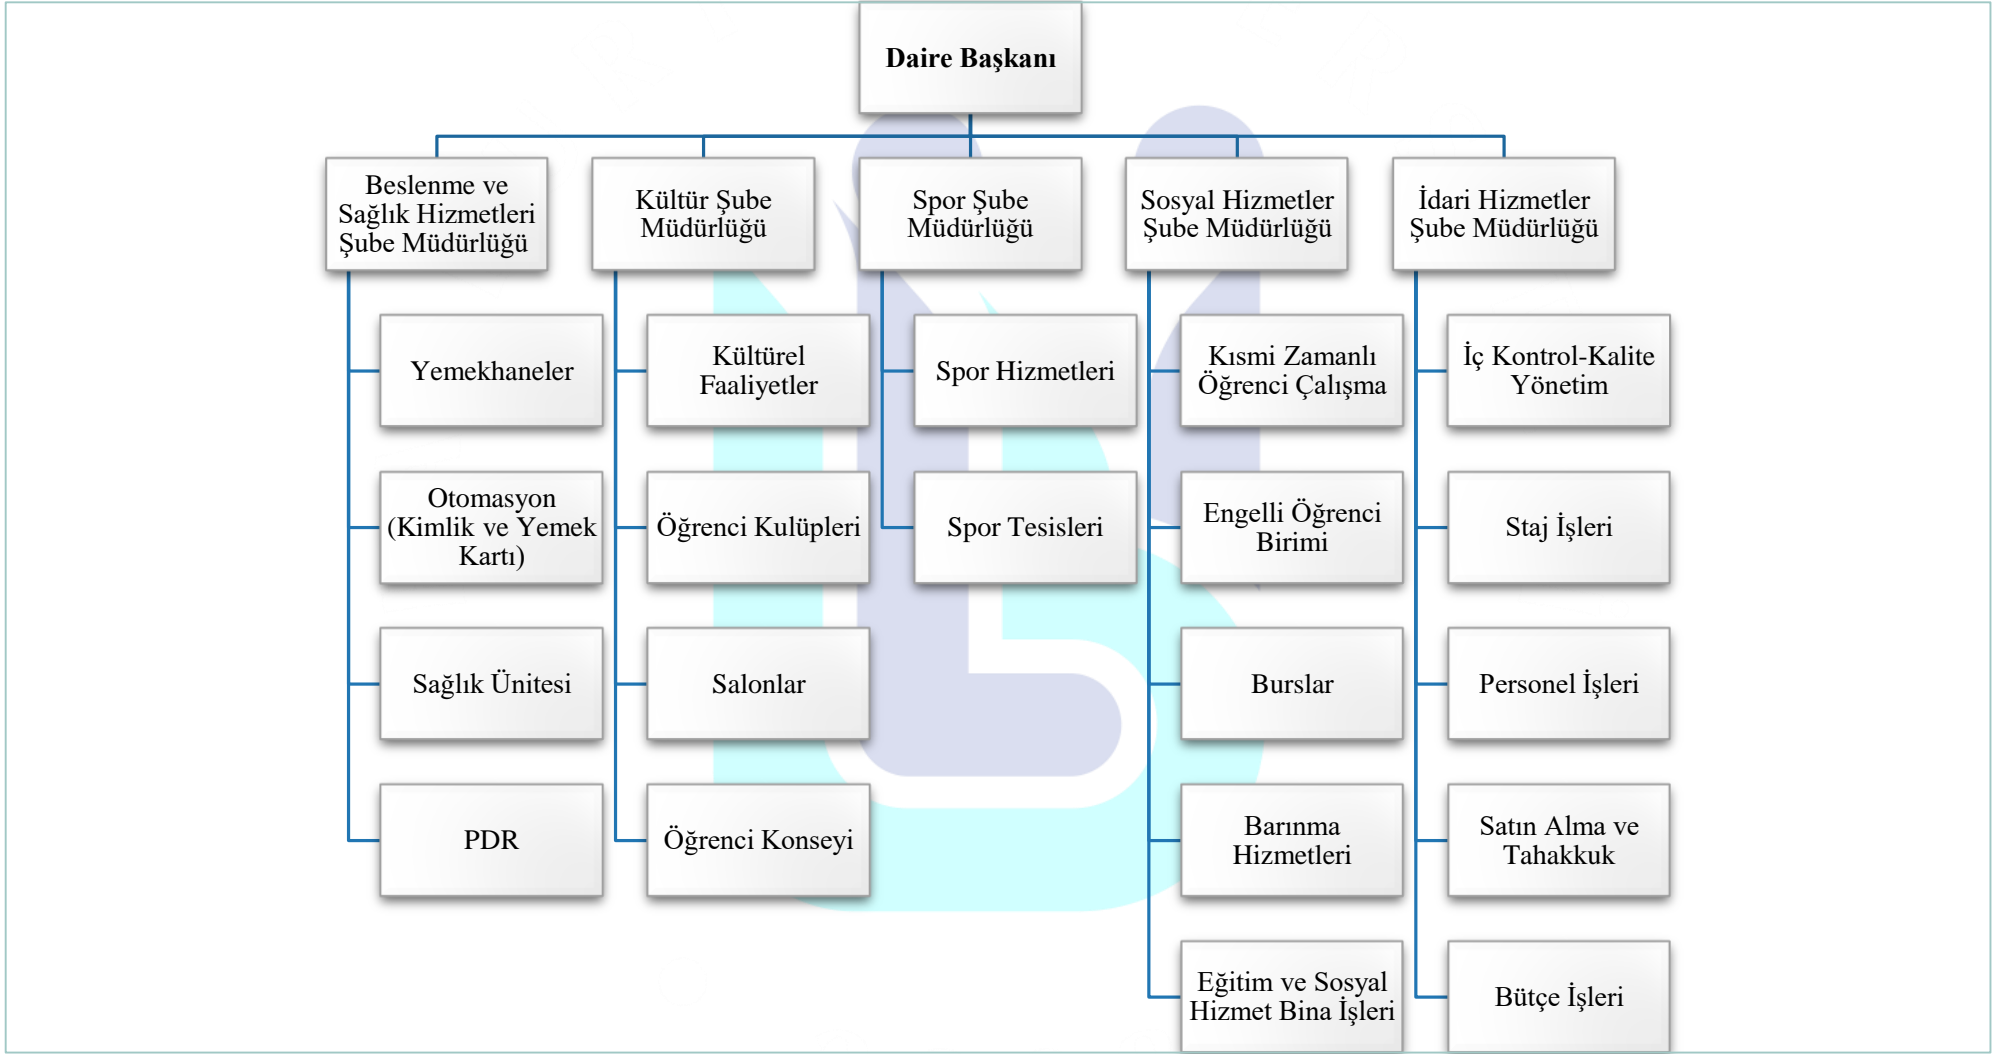 Daire Başkanı
Beslenme ve
Sağlık Hizmetleri
Şube Müdürlüğü
Yemekhaneler
Otomasyon
(Kimlik ve Yemek
Kartı)
Sağlık Ünitesi
PDR
Kültür Şube
Müdürlüğü
Kültürel
Faaliyetler
Öğrenci Kulüpleri
Salonlar
Öğrenci Konseyi
Spor Şube
Müdürlüğü
Spor Hizmetleri
Spor Tesisleri
Sosyal Hizmetler
Şube Müdürlüğü
Kısmi Zamanlı
Öğrenci Çalışma
Engelli Öğrenci
Birimi
Burslar
Barınma
Hizmetleri
Eğitim ve Sosyal
Hizmet Bina İşleri
İdari Hizmetler
Şube Müdürlüğü
İç Kontrol-Kalite
Yönetim
Staj İşleri
Personel İşleri
Satın Alma ve
Tahakkuk
Bütçe İşleri